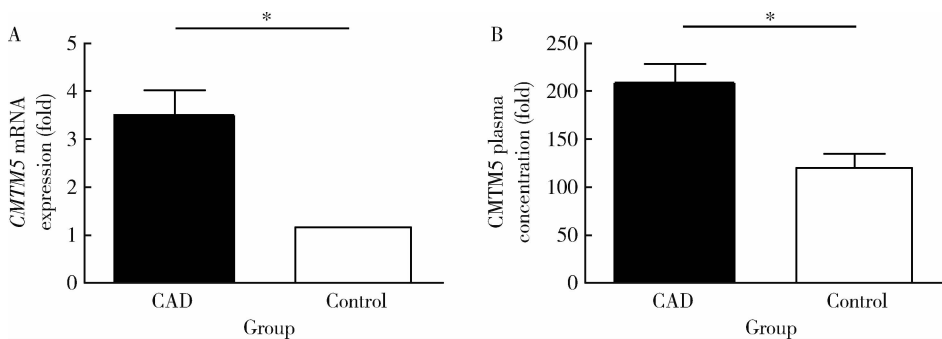 A
*
5
4
3
2
1
0
CMTM5 mRNA
expression (fold)
CAD
Control
Group
B
*
250
200
150
100
50
0
CMTM5 plasma
concentration (fold)
CAD
Control
Group